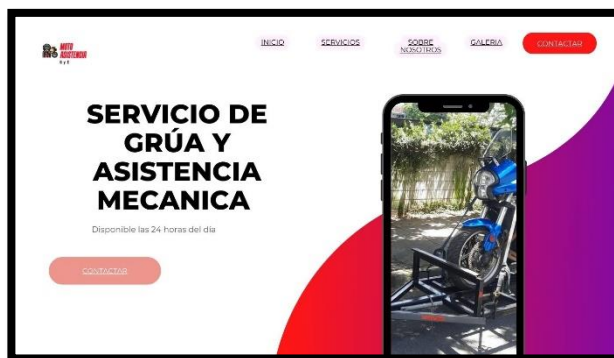 MOTO
ASISTENCIA
INICIO
SERVICIOS
SOBRE
NOSOTROS
GALERIA
CONTACTAR
SERVICIO DE
GRÚA Y
ASISTENCIA
MECANICA
Disponible las 24 horas del día
CONTACTAR